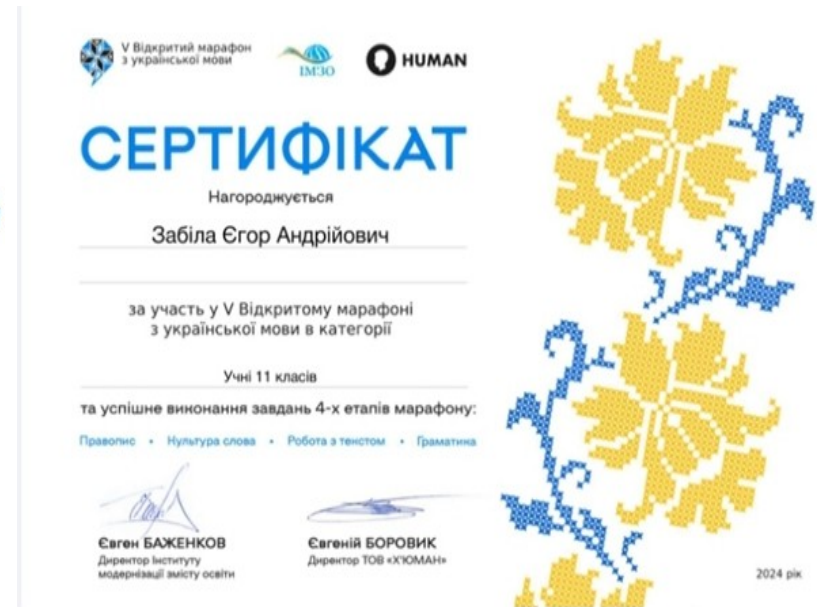 V Відкритий марафон
з української мови
ІМЗО
HUMAN
СЕРТИФІКАТ
Нагороджується
Забіла Єгор Андрійович
за участь у V Відкритому марафоні
з української мови в категорії
Учні 11 класів
та успішне виконання завдань 4-х етапів марафону:
Правопис • Культура слова • Робота з текстом • Граматика
Євген БАЖЕНКОВ
Директор Інституту
модернізації змісту освіти
Євгеній БОРОВИК
Директор ТОВ «Х'ЮМАН»
2024 рік